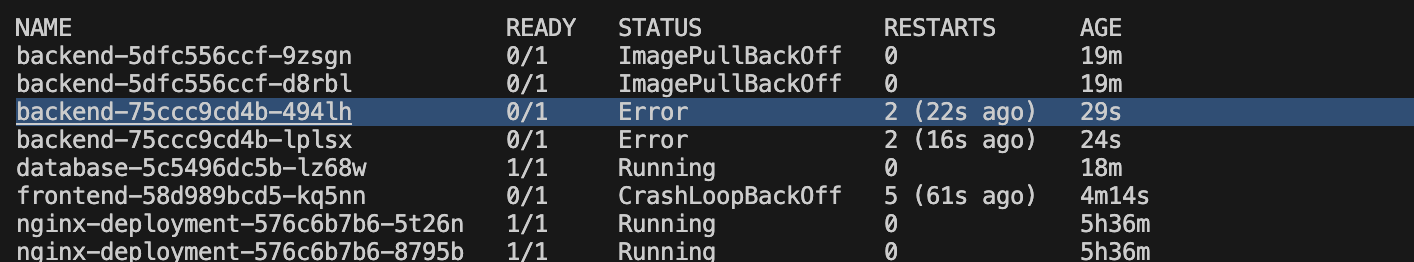 NAME READY STATUS RESTARTS AGE
backend-5dfc556ccf-9zsgn 0/1 ImagePullBackOff 0 19m
backend-5dfc556ccf-d8rbl 0/1 ImagePullBackOff 0 19m
backend-75ccc9cd4b-494lh 0/1 Error 2 (22s ago) 29s
backend-75ccc9cd4b-lplsx 0/1 Error 2 (16s ago) 24s
database-5c5496dc5b-lz68w 1/1 Running 0 18m
frontend-58d989bcd5-kq5nn 0/1 CrashLoopBackOff 5 (61s ago) 4m14s
nginx-deployment-576c6b7b6-5t26n 1/1 Running 0 5h36m
nginx-deployment-576c6b7b6-8795b 1/1 Running 0 5h36m